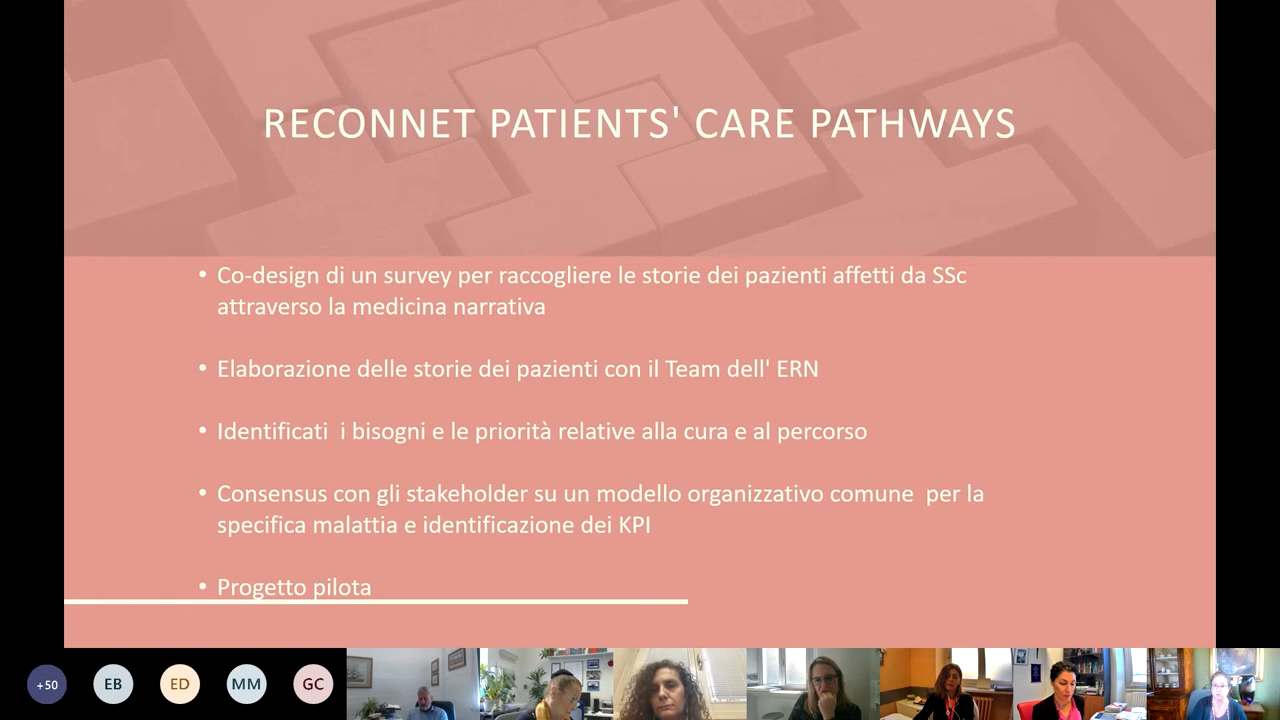 RECONNET PATIENTS' CARE PATHWAYS
• Co-design di un survey per raccogliere le storie dei pazienti affetti da SSc
attraverso la medicina narrativa
• Elaborazione delle storie dei pazienti con il Team dell' ERN
• Identificati  i bisogni e le priorità relative alla cura e al percorso
• Consensus con gli stakeholder su un modello organizzativo comune  per la
specifica malattia e identificazione dei KPI
• Progetto pilota
+50 EB ED MM GC